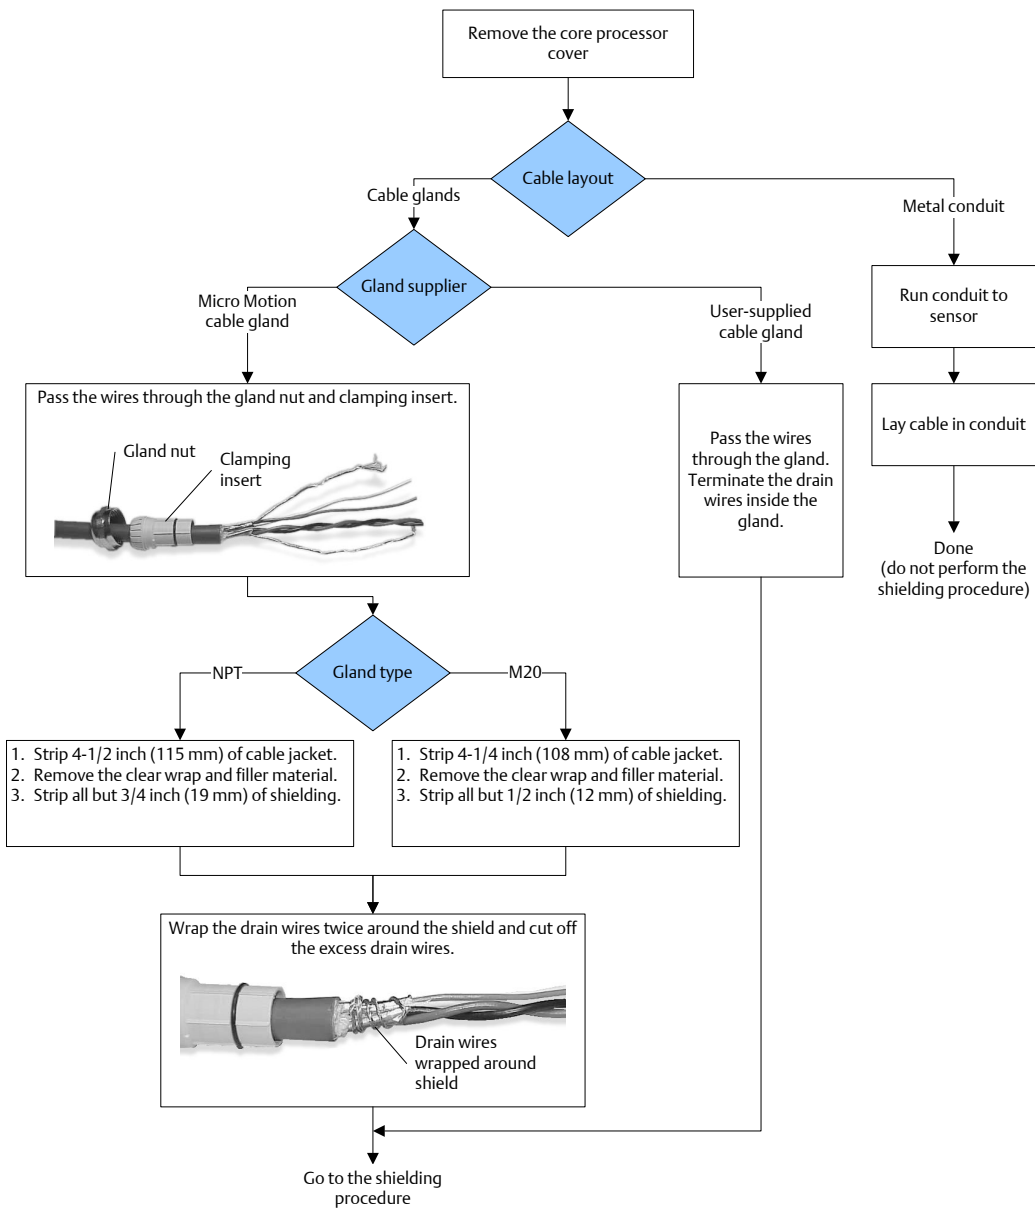 Remove the core processor
cover
Cable layout
Cable glands
Metal conduit
Gland supplier
Micro Motion
cable gland
User-supplied
cable gland
Run conduit to
sensor
Pass the wires through the gland nut and clamping insert.
Gland nut
Clamping
insert
Pass the wires
through the gland.
Terminate the drain
wires inside the
gland.
Lay cable in conduit
Done
(do not perform the
shielding procedure)
Gland type
NPT
M20
1. Strip 4-1/2 inch (115 mm) of cable jacket.
2. Remove the clear wrap and filler material.
3. Strip all but 3/4 inch (19 mm) of shielding.
1. Strip 4-1/4 inch (108 mm) of cable jacket.
2. Remove the clear wrap and filler material.
3. Strip all but 1/2 inch (12 mm) of shielding.
Wrap the drain wires twice around the shield and cut off
the excess drain wires.
Drain wires
wrapped around
shield
Go to the shielding
procedure